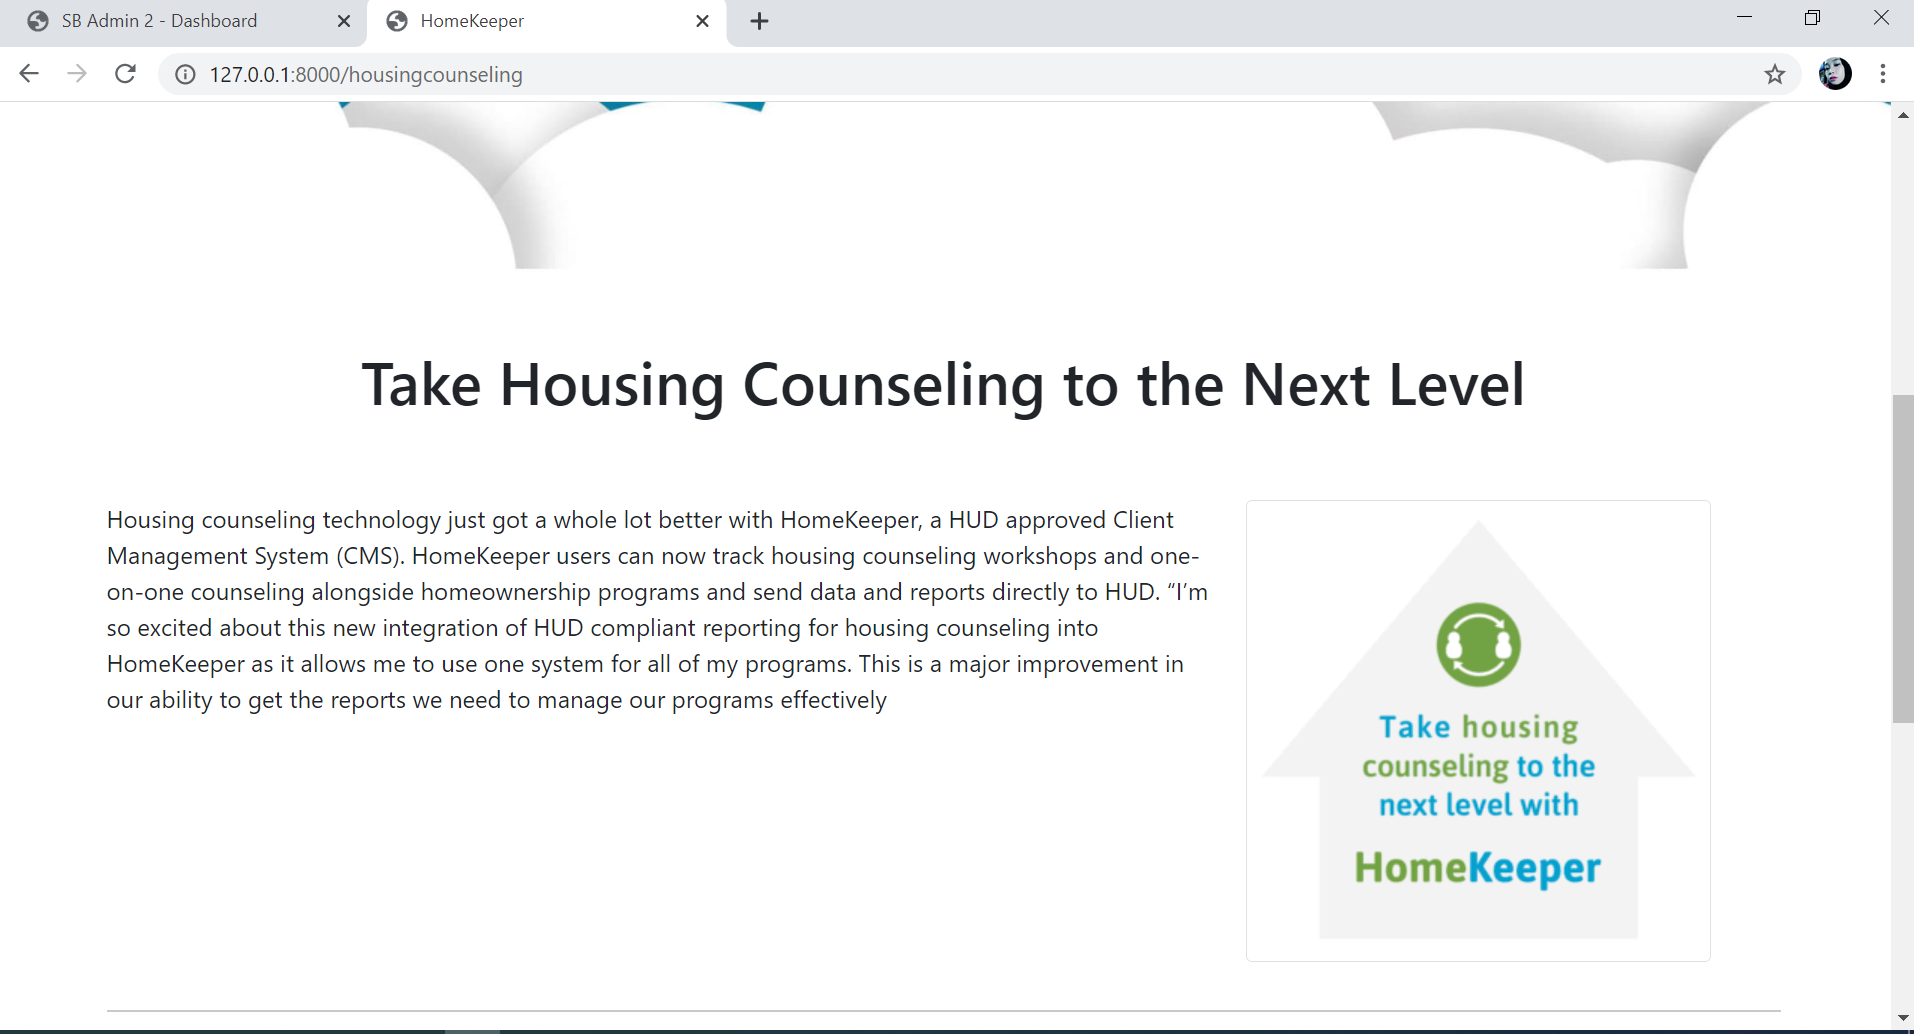 SB Admin 2 - Dashboard
HomeKeeper
127.0.0.1:8000/housingcounseling
Take Housing Counseling to the Next Level
Housing counseling technology just got a whole lot better with HomeKeeper, a HUD approved Client
Management System (CMS). HomeKeeper users can now track housing counseling workshops and one-
on-one counseling alongside homeownership programs and send data and reports directly to HUD. “I’m
so excited about this new integration of HUD compliant reporting for housing counseling into
HomeKeeper as it allows me to use one system for all of my programs. This is a major improvement in
our ability to get the reports we need to manage our programs effectively
Take housing
counseling to the
next level with
HomeKeeper